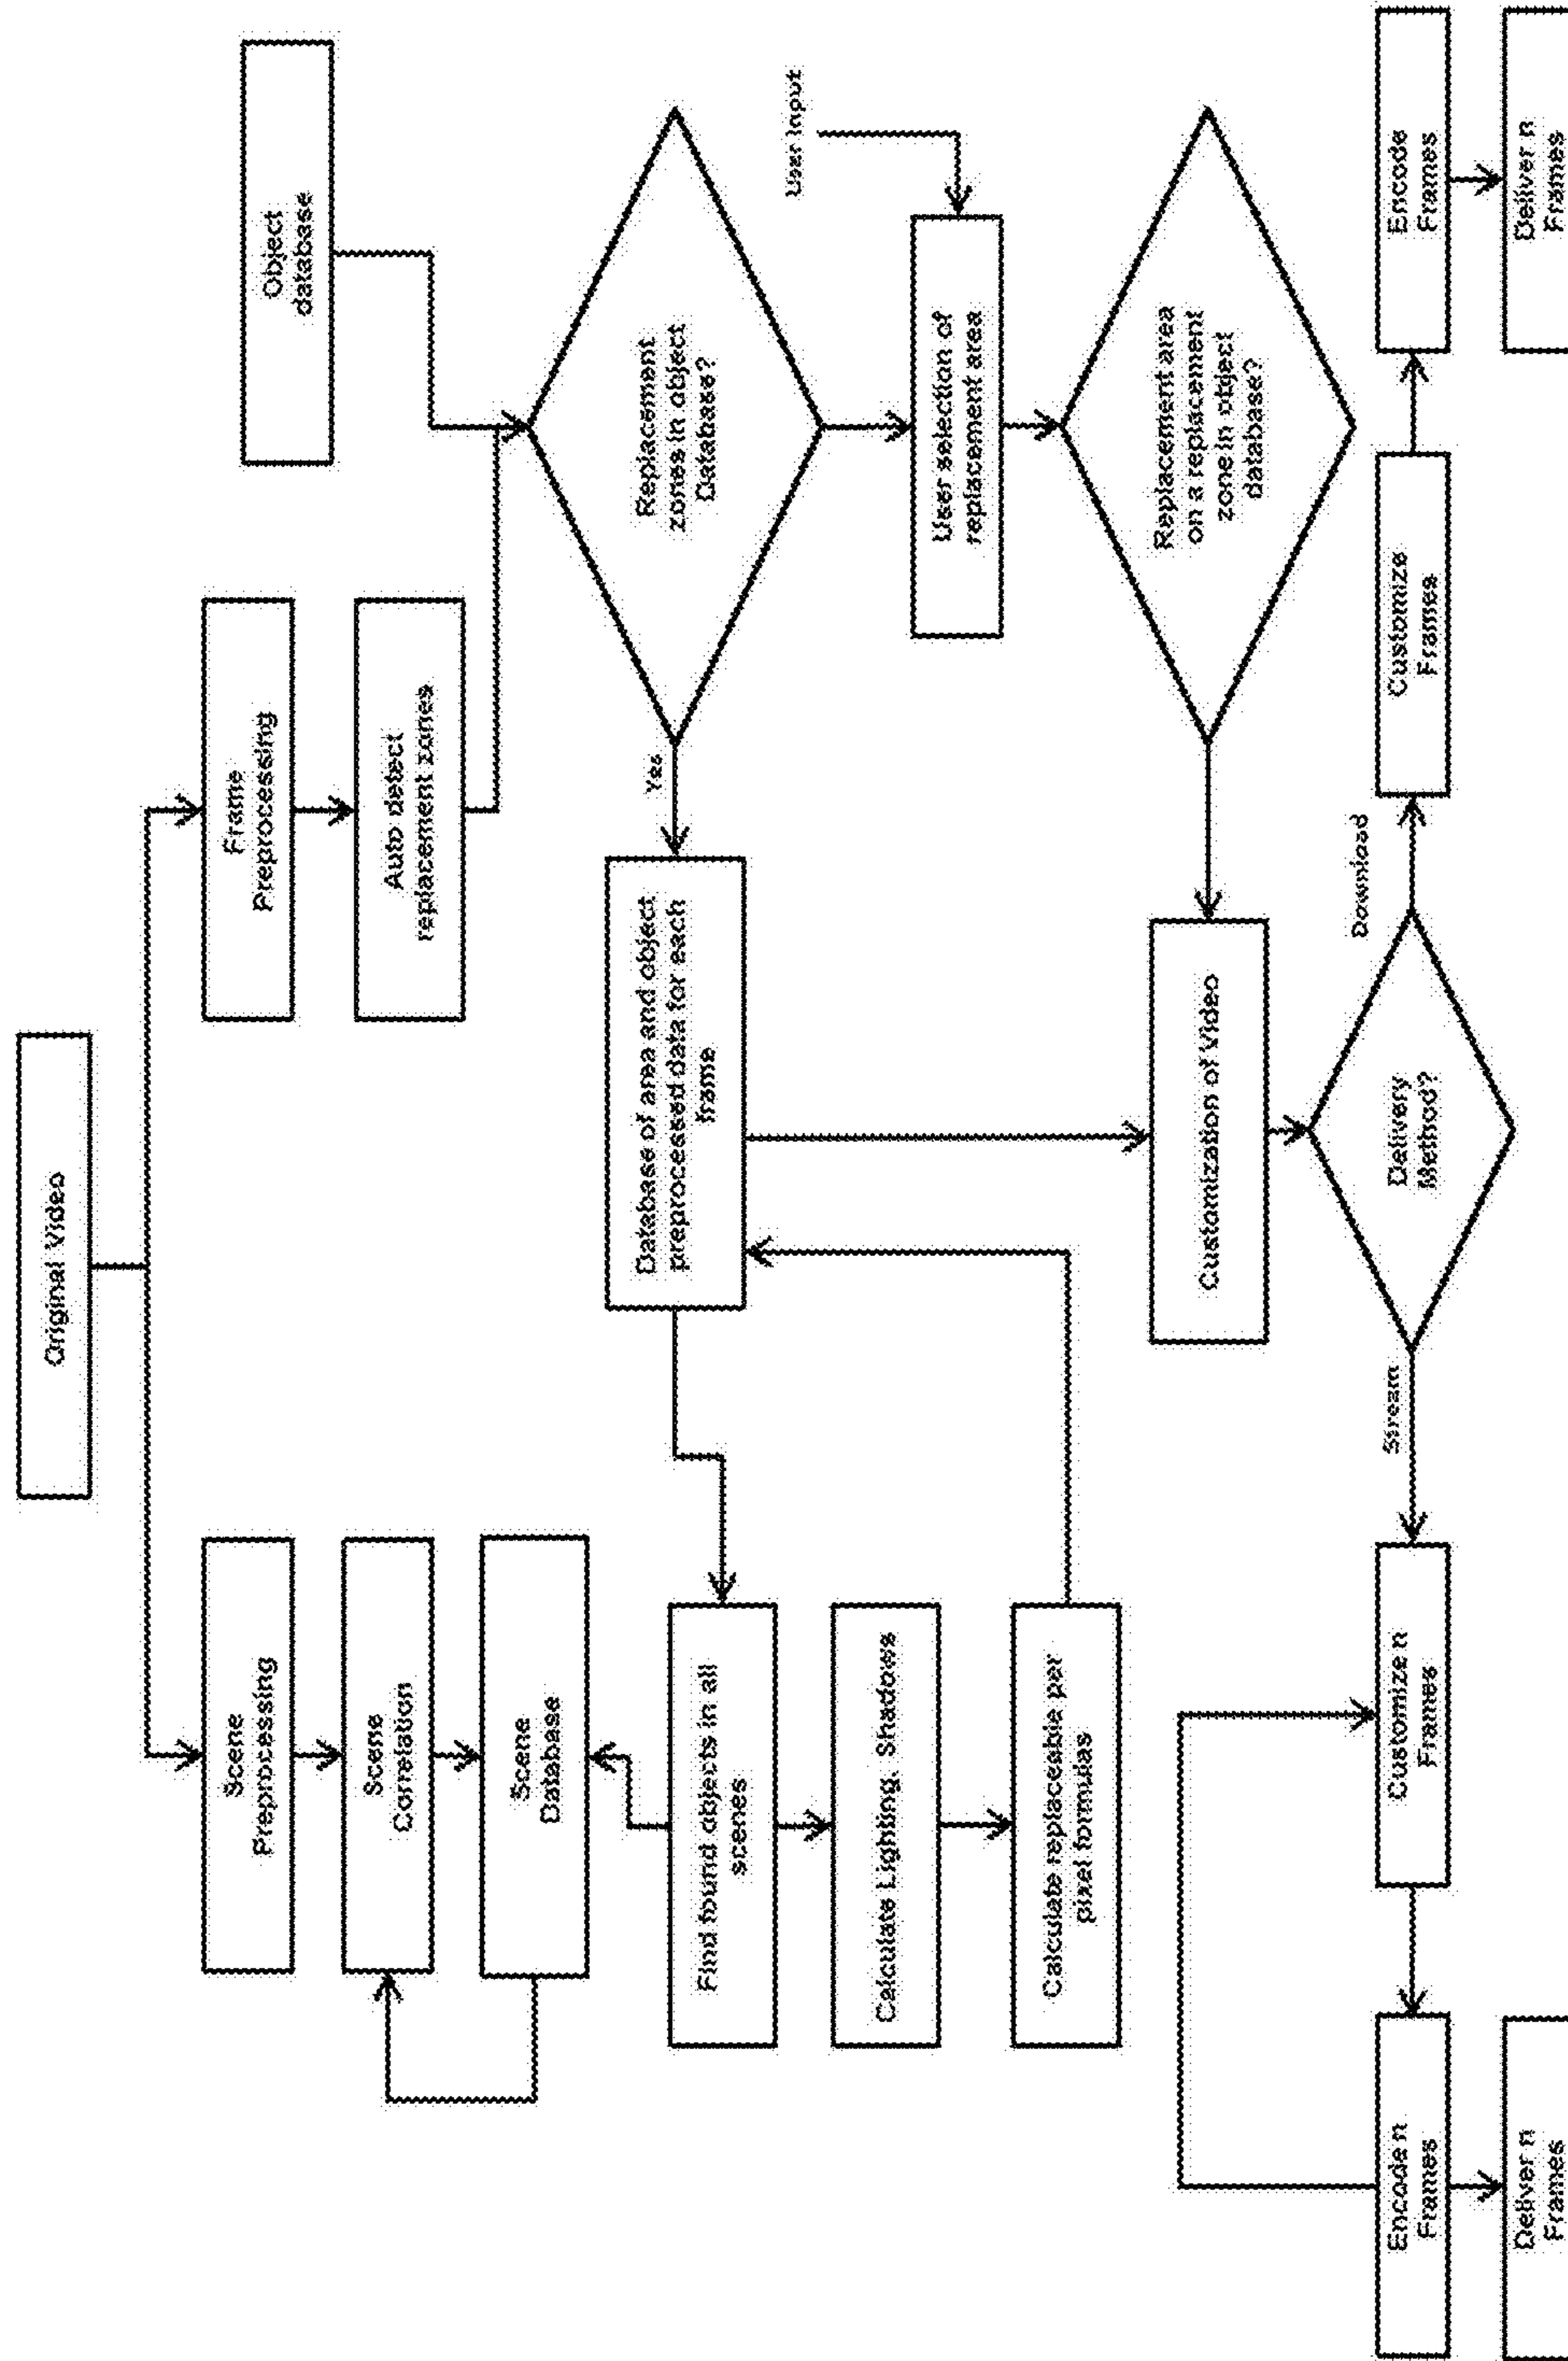 Original Video
Scene
Preprocessing
Scene
Correlation
Scene
Database
Frame
Preprocessing
Auto detect
replacement zones
Object
database
Replacement
zones in object
Database?
Yes
Database of area and object
preprocessed data for each
frame
Find found objects in all
scenes
Calculate Lighting, Shadows
Calculate replaceable per
pixel formulas
User Input
User selection of
replacement area
Replacement area
on a replacement
zone in object
database?
Customization of Video
Delivery
Method?
Stream
Download
Customize n
Frames
Encode n
Frames
Deliver n
Frames
Customize
Frames
Encode
Frames
Deliver n
Frames